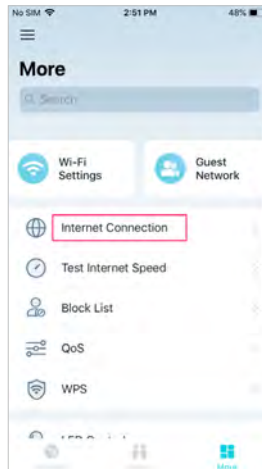 No SIM 2:51 PM 48%
More
Search
Wi-Fi
Settings
Guest
Network
Internet Connection
Test Internet Speed
Block List
QoS
WPS
More